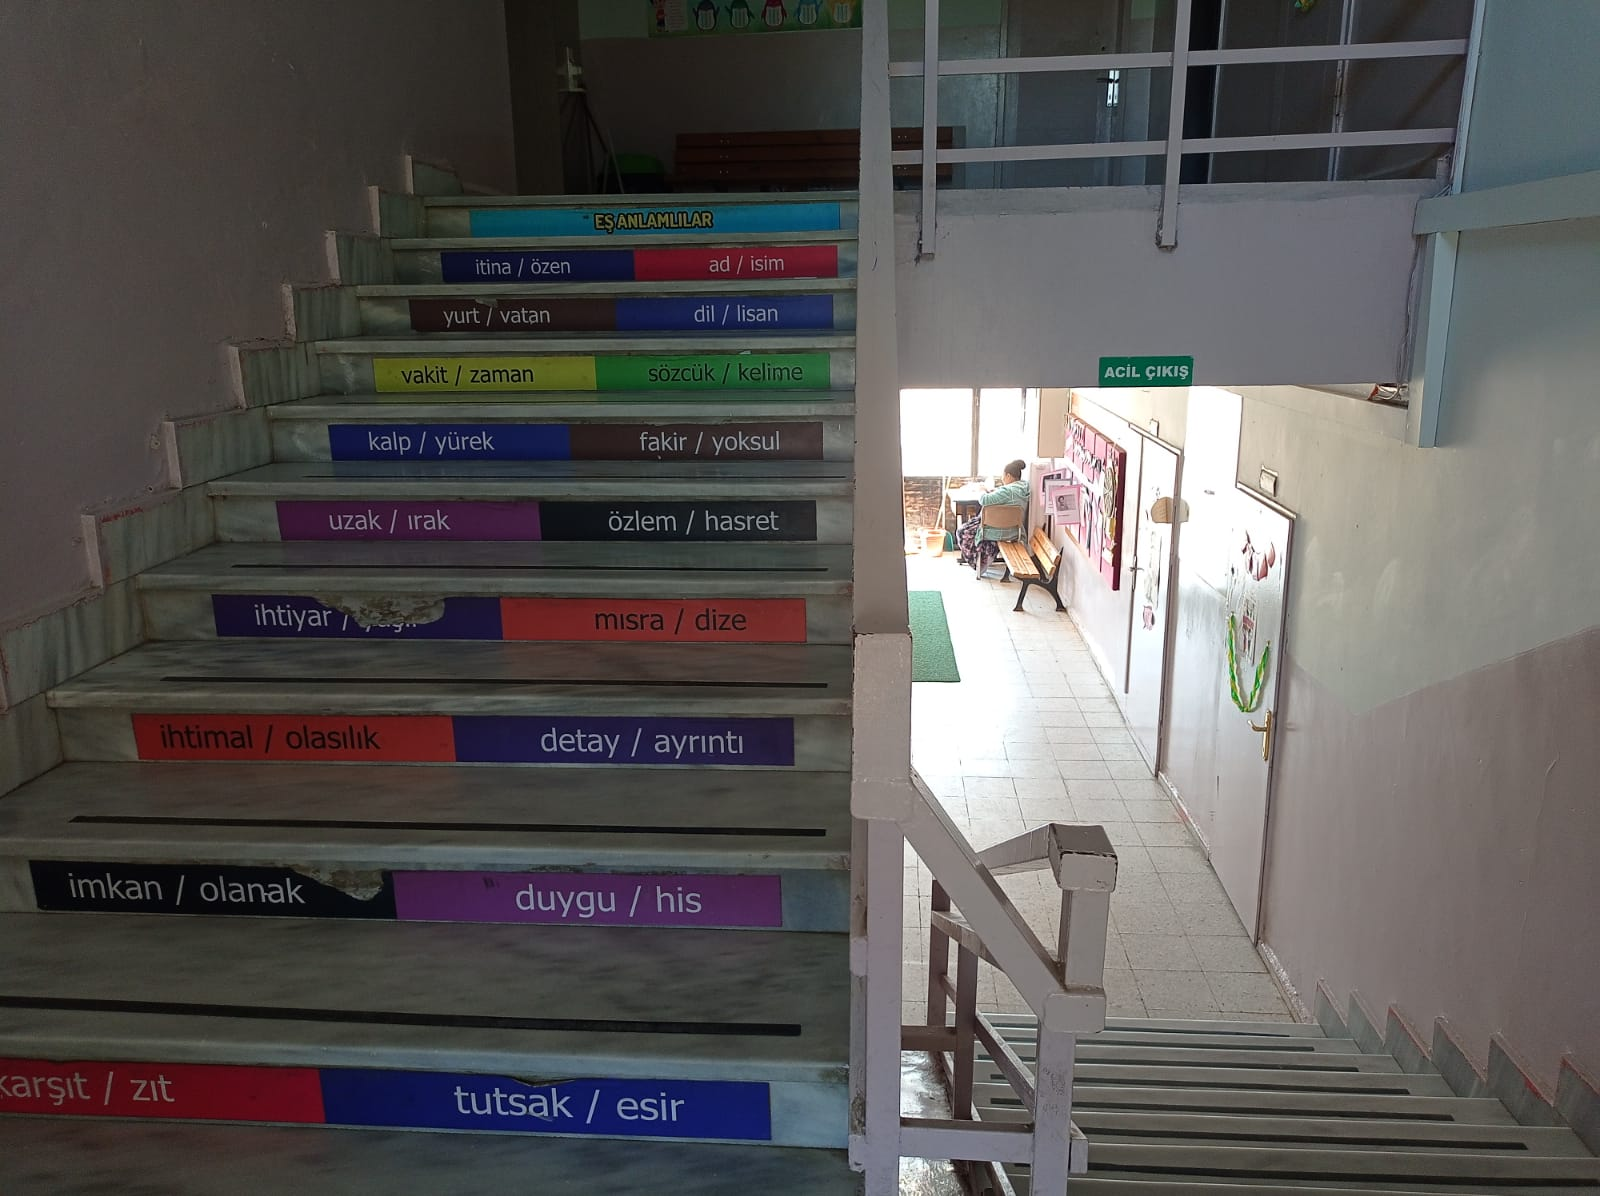 EŞ ANLAMLILAR
itina / özen ad / isim
yurt / vatan dil / lisan
vakit / zaman sözcük / kelime
kalp / yürek fakir / yoksul
uzak / ırak özlem / hasret
ihtiyar / mısra / dize
ihtimal / olasılık detay / ayrıntı
imkan / olanak duygu / his
karşıt / zıt tutsak / esir
ACİL ÇIKIŞ